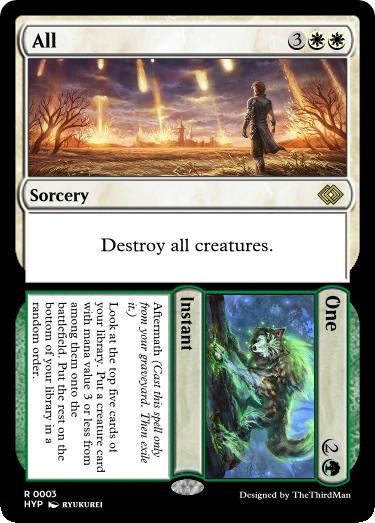 All
3
Sorcery
Destroy all creatures.
One
2
Instant
Aftermath (Cast this spell only
from your graveyard. Then exile
it.)
Look at the top five cards of
your library. Put a creature card
with mana value 3 or less from
among them onto the
battlefield. Put the rest on the
bottom of your library in a
random order.
R 0003
HYP RYUKUREI
Designed by TheThirdMan